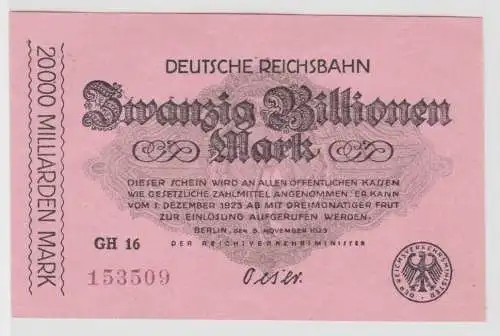 DEUTSCHE REICHSBAHN
Zwanzig Billionen
Mark
DIESER SCHEIN WIRD AN ALLEN ÖFFENTLICHEN KASSEN
WIE GESETZLICHE ZAHLMITTEL ANGENOMMEN: ER KANN
VOM 1. DEZEMBER 1923 AB MIT DREIMONATIGER FRIST
ZUR EINLÖSUNG AUFGERUFEN WERDEN.
BERLIN, DEN 5. NOVEMBER 1923
DER REICHSVERKEHRSMINISTER
GH 16
153509
Oeser.
20000 MILLIARDEN MARK
DER REICHSVERKEHRSMINISTER